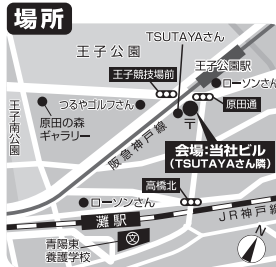 場所
TSUTAYAさん
王子公園
王子公園駅
王子競技場前
ローソンさん
つるやゴルフさん
原田通
王子南公園
原田の森
ギャラリー
〒
阪急神戸線
会場:当社ビル
(TSUTAYAさん隣)
高橋北
ローソンさん
灘駅
JR神戸線
青陽東
養護学校
文